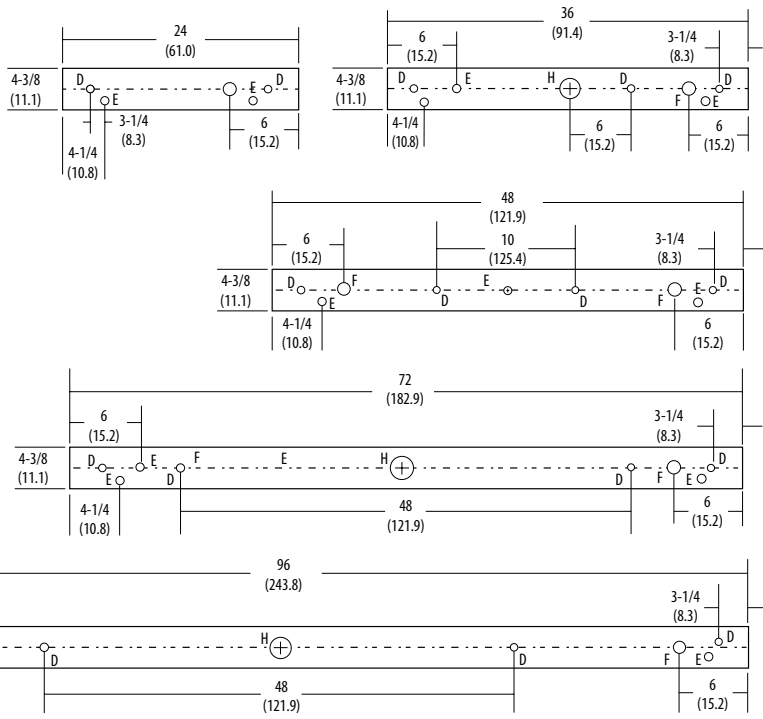 24
(61.0)
4-3/8
(11.1)
D
E
E
D
3-1/4
(8.3)
4-1/4
(10.8)
6
(15.2)
36
(91.4)
6
(15.2)
3-1/4
(8.3)
4-3/8
(11.1)
D
E
H
D
D
F
E
4-1/4
(10.8)
6
(15.2)
6
(15.2)
48
(121.9)
6
(15.2)
10
(125.4)
3-1/4
(8.3)
4-3/8
(11.1)
D
F
E
D
E
D
F
E
D
4-1/4
(10.8)
6
(15.2)
72
(182.9)
6
(15.2)
3-1/4
(8.3)
4-3/8
(11.1)
D
E
F
E
H
D
E
D
D
F
E
4-1/4
(10.8)
48
(121.9)
6
(15.2)
96
(243.8)
3-1/4
(8.3)
H
D
D
D
F
E
48
(121.9)
6
(15.2)